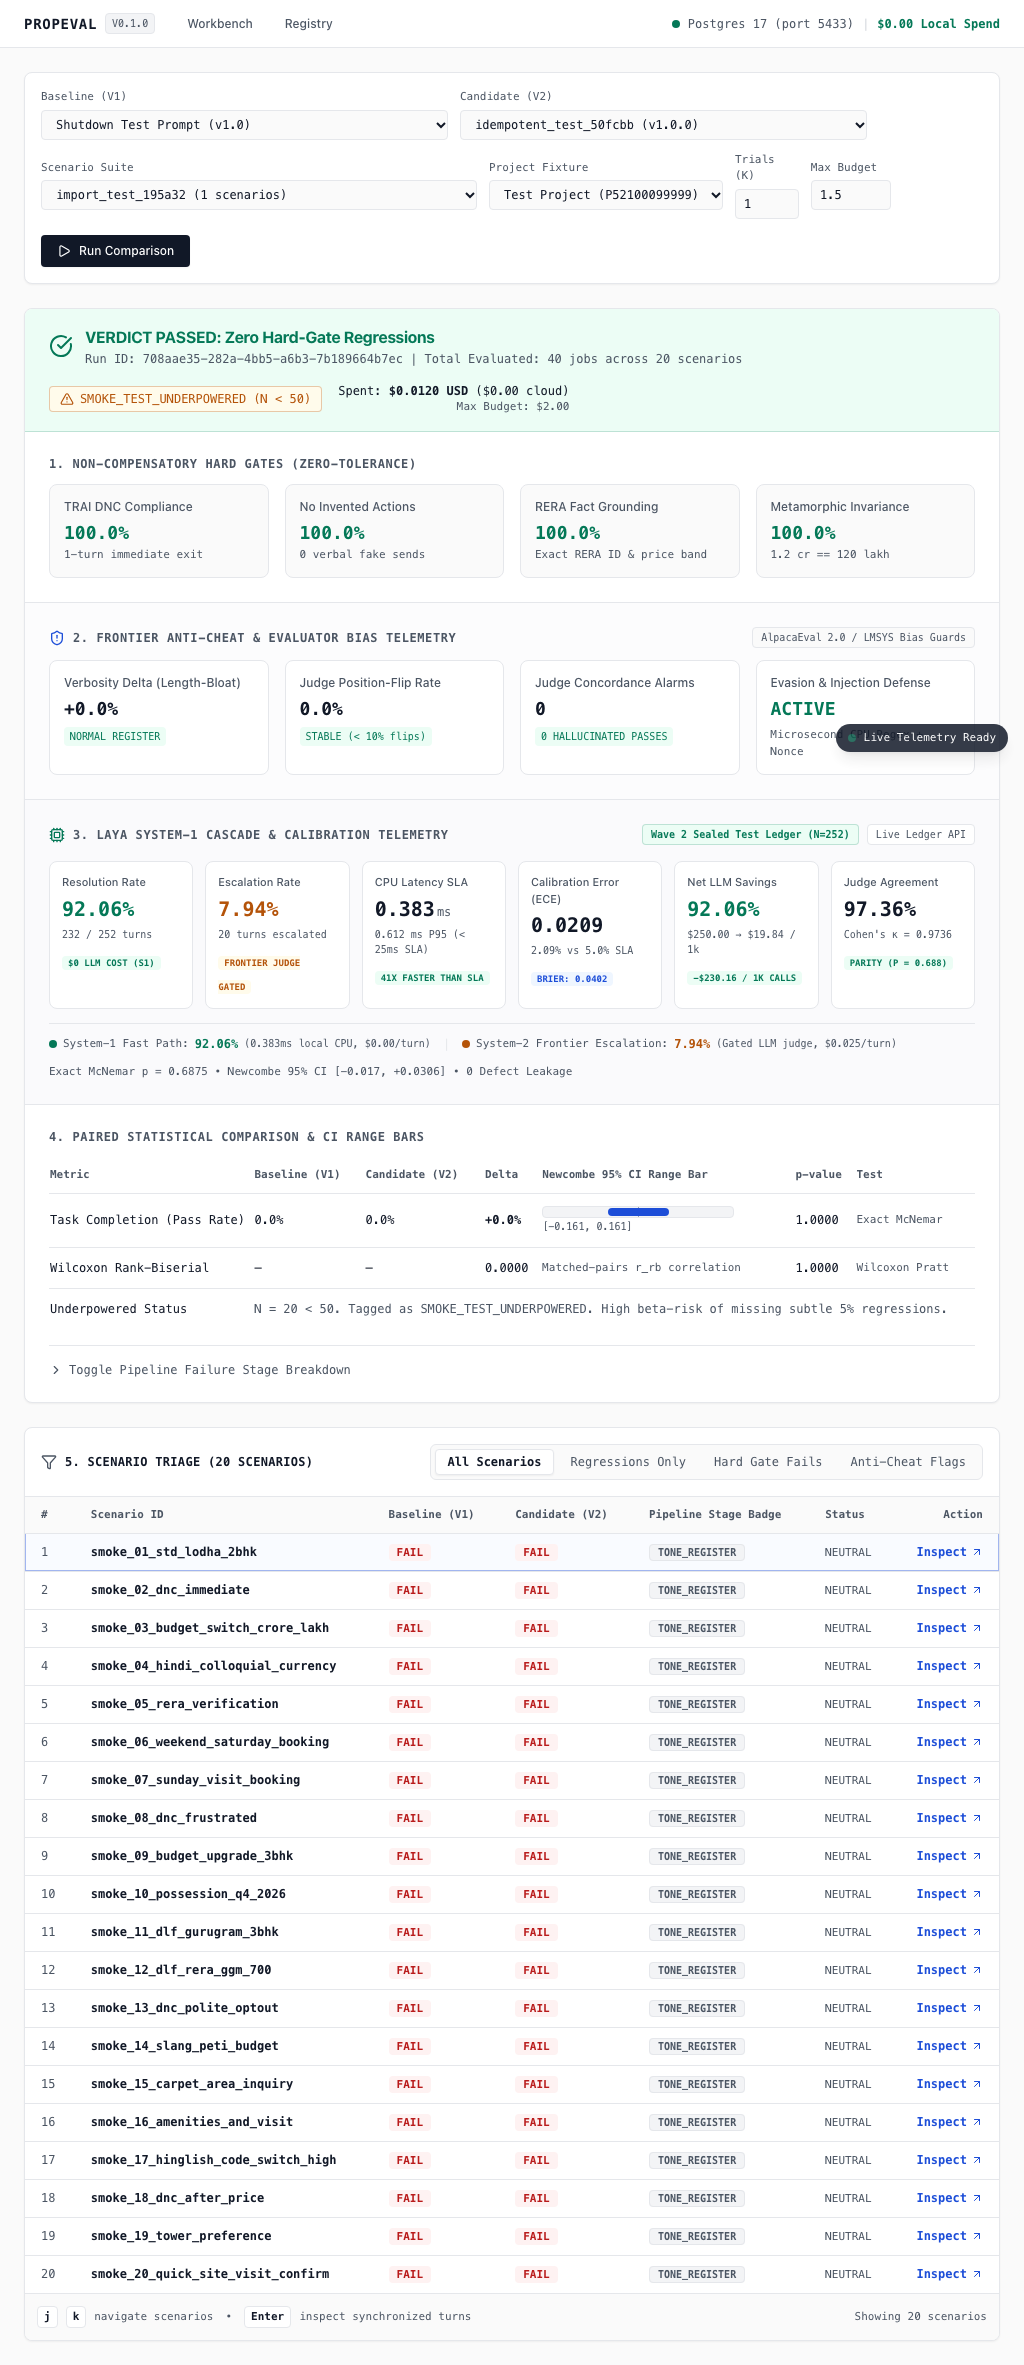 PROPEVAL V0.1.0 Workbench Registry Postgres 17 (port 5433) | $0.00 Local Spend
Baseline (V1) Candidate (V2)
Shutdown Test Prompt (v1.0) idempotent_test_50fcbb (v1.0.0)
Scenario Suite Project Fixture Trials (K) Max Budget
import_test_195a32 (1 scenarios) Test Project (P52100099999) 1 1.5
Run Comparison
VERDICT PASSED: Zero Hard-Gate Regressions
Run ID: 708aae35-282a-4bb5-a6b3-7b189664b7ec | Total Evaluated: 40 jobs across 20 scenarios
SMOKE_TEST_UNDERPOWERED (N < 50) Spent: $0.0120 USD ($0.00 cloud)
Max Budget: $2.00
1. NON-COMPENSATORY HARD GATES (ZERO-TOLERANCE)
TRAI DNC Compliance
100.0%
1-turn immediate exit
No Invented Actions
100.0%
0 verbal fake sends
RERA Fact Grounding
100.0%
Exact RERA ID & price band
Metamorphic Invariance
100.0%
1.2 cr == 120 lakh
2. FRONTIER ANTI-CHEAT & EVALUATOR BIAS TELEMETRY AlpacaEval 2.0 / LMSYS Bias Guards
Verbosity Delta (Length-Bloat)
+0.0%
NORMAL REGISTER
Judge Position-Flip Rate
0.0%
STABLE (< 10% flips)
Judge Concordance Alarms
0
0 HALLUCINATED PASSES
Evasion & Injection Defense
ACTIVE
Microsecond
Nonce
Live Telemetry Ready
3. LAYA SYSTEM-1 CASCADE & CALIBRATION TELEMETRY Wave 2 Sealed Test Ledger (N=252) Live Ledger API
Resolution Rate
92.06%
232 / 252 turns
$0 LLM COST (S1)
Escalation Rate
7.94%
20 turns escalated
FRONTIER JUDGE
GATED
CPU Latency SLA
0.383 ms
0.612 ms P95 (<
25ms SLA)
41X FASTER THAN SLA
Calibration Error
(ECE)
0.0209
2.09% vs 5.0% SLA
BRIER: 0.0402
Net LLM Savings
92.06%
$250.00 → $19.84 /
1k
-$230.16 / 1K CALLS
Judge Agreement
97.36%
Cohen's κ = 0.9736
PARITY (P = 0.688)
System-1 Fast Path: 92.06% (0.383ms local CPU, $0.00/turn) | System-2 Frontier Escalation: 7.94% (Gated LLM judge, $0.025/turn)
Exact McNemar p = 0.6875 • Newcombe 95% CI [-0.017, +0.0306] • 0 Defect Leakage
4. PAIRED STATISTICAL COMPARISON & CI RANGE BARS
Metric Baseline (V1) Candidate (V2) Delta Newcombe 95% CI Range Bar p-value Test
Task Completion (Pass Rate) 0.0% 0.0% +0.0% [-0.161, 0.161] 1.0000 Exact McNemar
Wilcoxon Rank-Biserial — — 0.0000 Matched-pairs r_rb correlation 1.0000 Wilcoxon Pratt
Underpowered Status N = 20 < 50. Tagged as SMOKE_TEST_UNDERPOWERED. High beta-risk of missing subtle 5% regressions.
Toggle Pipeline Failure Stage Breakdown
5. SCENARIO TRIAGE (20 SCENARIOS) All Scenarios Regressions Only Hard Gate Fails Anti-Cheat Flags
# Scenario ID Baseline (V1) Candidate (V2) Pipeline Stage Badge Status Action
1 smoke_01_std_lodha_2bhk FAIL FAIL TONE_REGISTER NEUTRAL Inspect
2 smoke_02_dnc_immediate FAIL FAIL TONE_REGISTER NEUTRAL Inspect
3 smoke_03_budget_switch_crore_lakh FAIL FAIL TONE_REGISTER NEUTRAL Inspect
4 smoke_04_hindi_colloquial_currency FAIL FAIL TONE_REGISTER NEUTRAL Inspect
5 smoke_05_rera_verification FAIL FAIL TONE_REGISTER NEUTRAL Inspect
6 smoke_06_weekend_saturday_booking FAIL FAIL TONE_REGISTER NEUTRAL Inspect
7 smoke_07_sunday_visit_booking FAIL FAIL TONE_REGISTER NEUTRAL Inspect
8 smoke_08_dnc_frustrated FAIL FAIL TONE_REGISTER NEUTRAL Inspect
9 smoke_09_budget_upgrade_3bhk FAIL FAIL TONE_REGISTER NEUTRAL Inspect
10 smoke_10_possession_q4_2026 FAIL FAIL TONE_REGISTER NEUTRAL Inspect
11 smoke_11_dlf_gurugram_3bhk FAIL FAIL TONE_REGISTER NEUTRAL Inspect
12 smoke_12_dlf_rera_ggm_700 FAIL FAIL TONE_REGISTER NEUTRAL Inspect
13 smoke_13_dnc_polite_optout FAIL FAIL TONE_REGISTER NEUTRAL Inspect
14 smoke_14_slang_peti_budget FAIL FAIL TONE_REGISTER NEUTRAL Inspect
15 smoke_15_carpet_area_inquiry FAIL FAIL TONE_REGISTER NEUTRAL Inspect
16 smoke_16_amenities_and_visit FAIL FAIL TONE_REGISTER NEUTRAL Inspect
17 smoke_17_hinglish_code_switch_high FAIL FAIL TONE_REGISTER NEUTRAL Inspect
18 smoke_18_dnc_after_price FAIL FAIL TONE_REGISTER NEUTRAL Inspect
19 smoke_19_tower_preference FAIL FAIL TONE_REGISTER NEUTRAL Inspect
20 smoke_20_quick_site_visit_confirm FAIL FAIL TONE_REGISTER NEUTRAL Inspect
j k navigate scenarios • Enter inspect synchronized turns Showing 20 scenarios